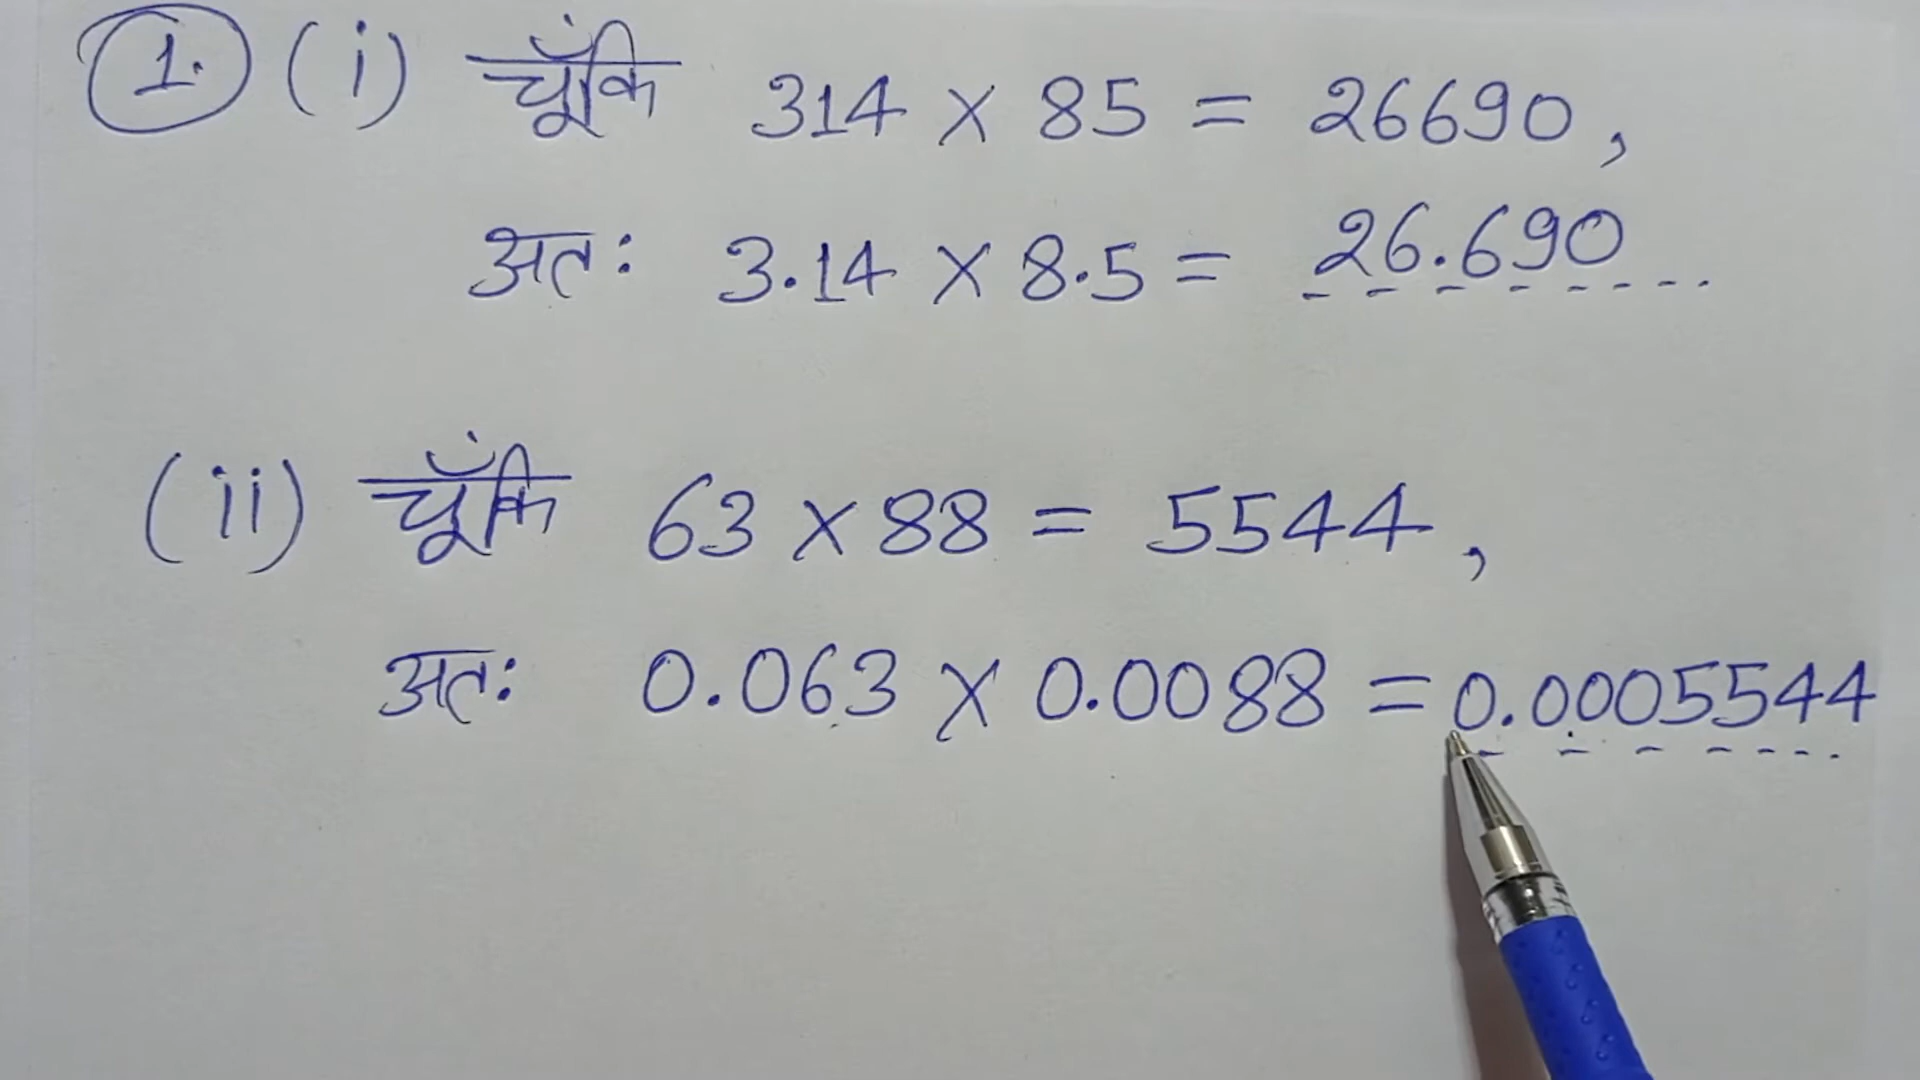 1. (i) चूँकि 314 × 85 = 26690,
अतः 3.14 × 8.5 = 26.690
(ii) चूँकि 63 × 88 = 5544,
अतः 0.063 × 0.0088 = 0.0005544